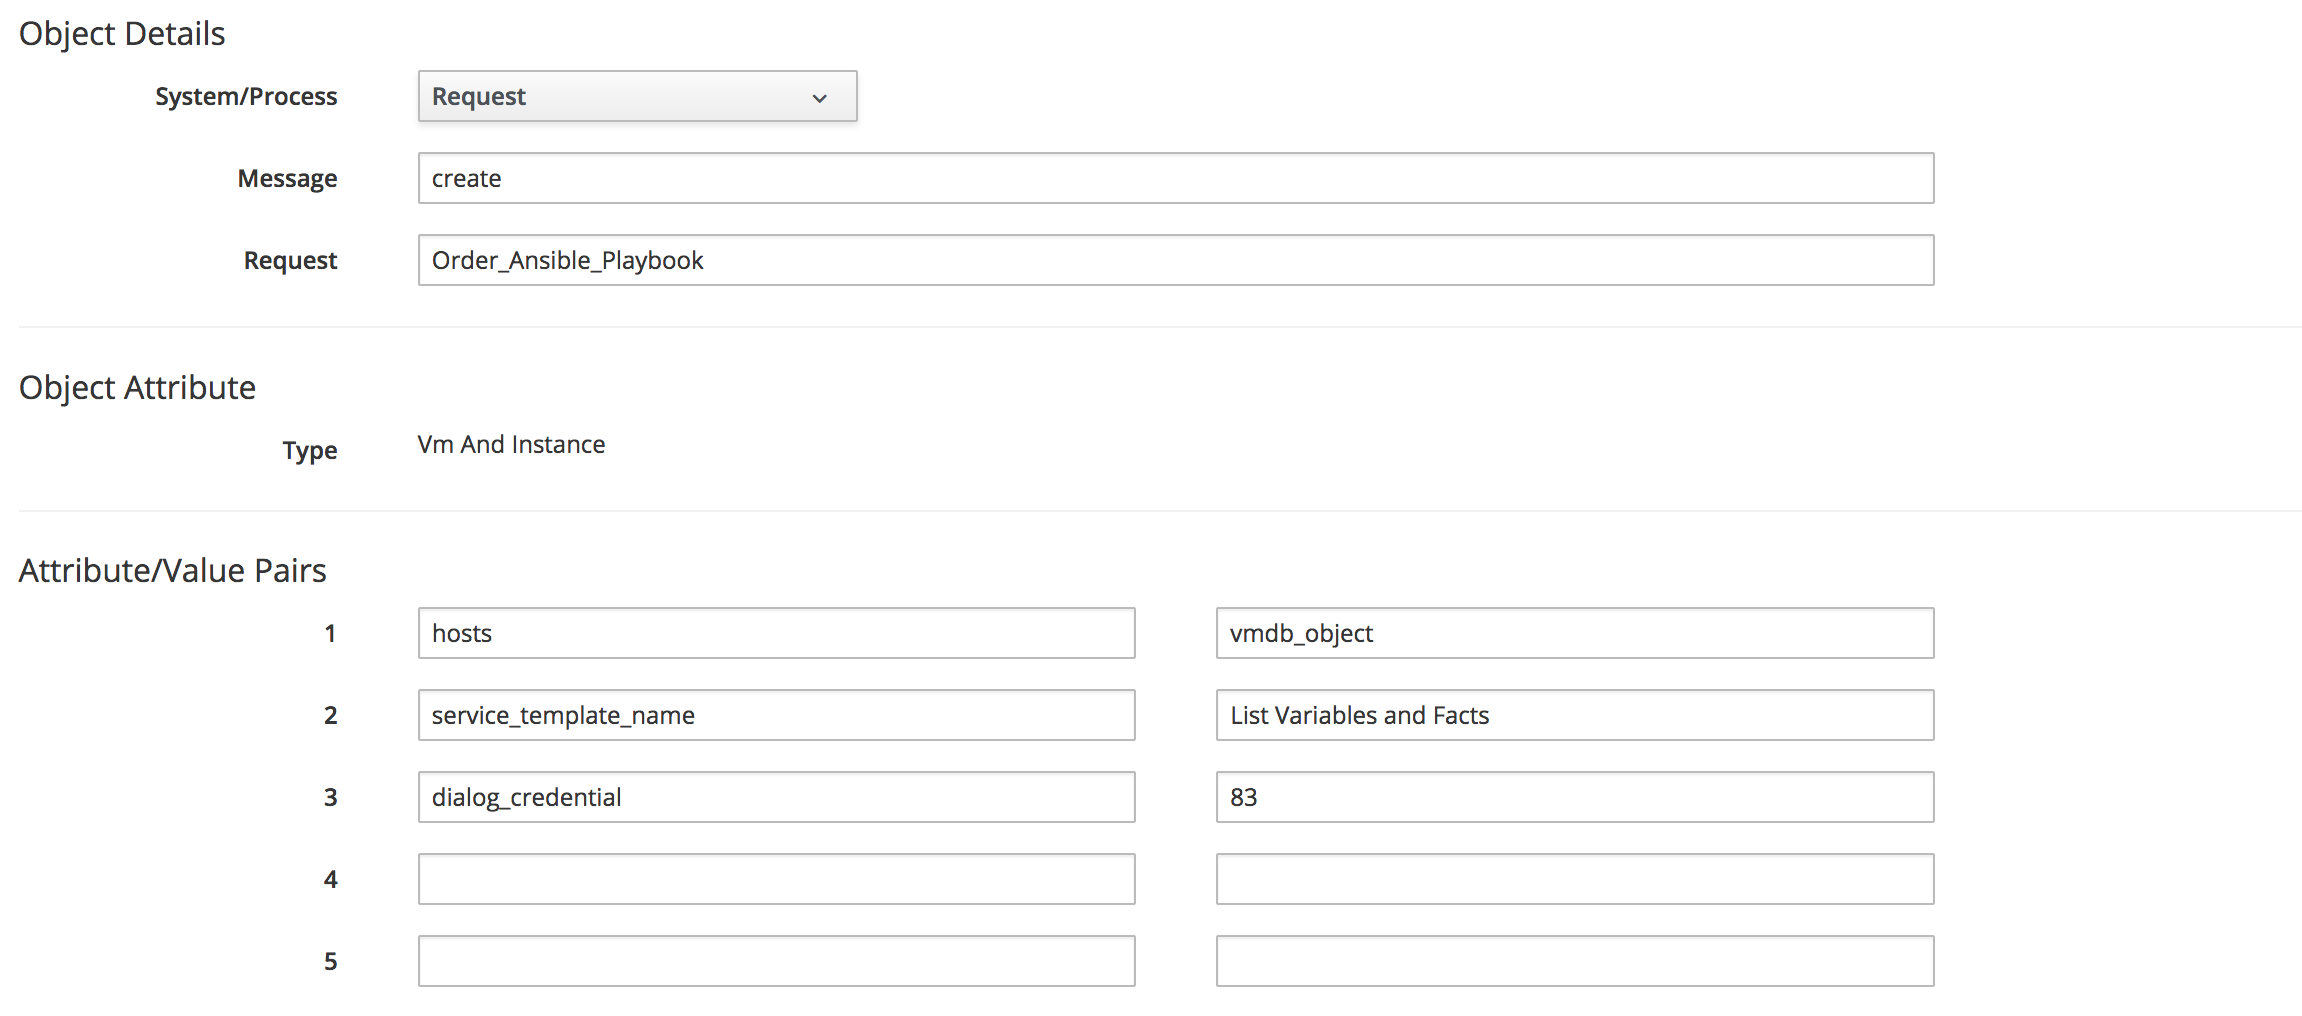 Object Details
System/Process Request
Message create
Request Order_Ansible_Playbook
Object Attribute
Type Vm And Instance
Attribute/Value Pairs
1 hosts vmdb_object
2 service_template_name List Variables and Facts
3 dialog_credential 83
4
5